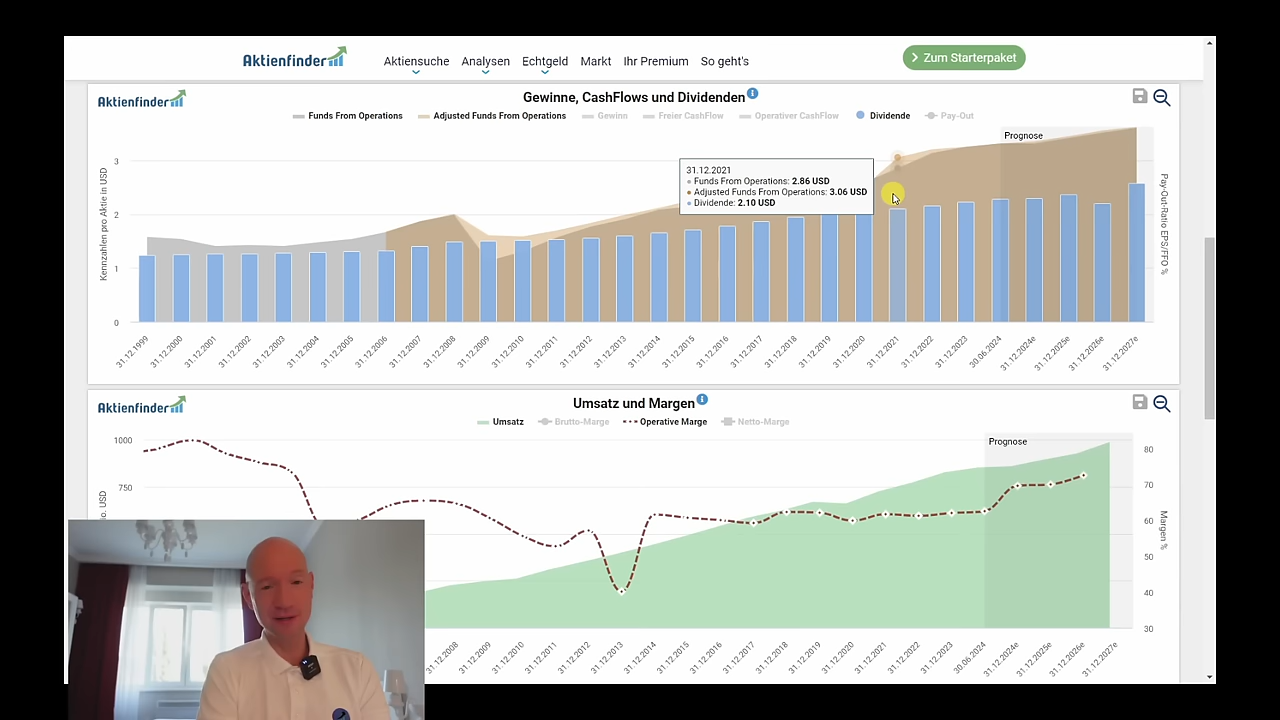 Aktienfinder
Aktiensuche Analysen Echtgeld Markt Ihr Premium So geht's
Zum Starterpaket
Aktienfinder
Gewinne, CashFlows und Dividenden
Funds From Operations Adjusted Funds From Operations Gewinn Freier CashFlow Operativer CashFlow Dividende Pay-Out
Prognose
31.12.2021
Funds From Operations: 2.86 USD
Adjusted Funds From Operations: 3.06 USD
Dividende: 2.10 USD
Kennzahlen pro Aktie in USD
3
2
1
0
Pay-Out-Ratio EPS/FFO %
31.12.1999 31.12.2000 31.12.2001 31.12.2002 31.12.2003 31.12.2004 31.12.2005 31.12.2006 31.12.2007 31.12.2008 31.12.2009 31.12.2010 31.12.2011 31.12.2012 31.12.2013 31.12.2014 31.12.2015 31.12.2016 31.12.2017 31.12.2018 31.12.2019 31.12.2020 31.12.2021 31.12.2022 31.12.2023 30.06.2024 31.12.2024e 31.12.2025e 31.12.2026e 31.12.2027e
Aktienfinder
Umsatz und Margen
Umsatz Brutto-Marge Operative Marge Netto-Marge
Prognose
1000
750
io. USD
80
70
60
50
40
30
Margen %
31.12.2008 31.12.2009 31.12.2010 31.12.2011 31.12.2012 31.12.2013 31.12.2014 31.12.2015 31.12.2016 31.12.2017 31.12.2018 31.12.2019 31.12.2020 31.12.2021 31.12.2022 31.12.2023 30.06.2024 31.12.2024e 31.12.2025e 31.12.2026e 31.12.2027e